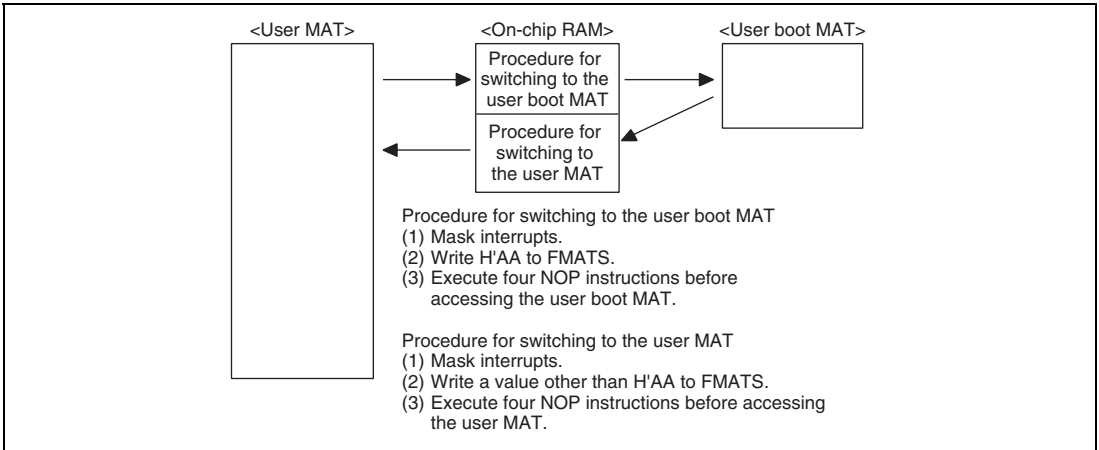 <User MAT> <On-chip RAM> <User boot MAT>
Procedure for
switching to the
user boot MAT
Procedure for
switching to
the user MAT
Procedure for switching to the user boot MAT
(1) Mask interrupts.
(2) Write H'AA to FMATS.
(3) Execute four NOP instructions before
accessing the user boot MAT.
Procedure for switching to the user MAT
(1) Mask interrupts.
(2) Write a value other than H'AA to FMATS.
(3) Execute four NOP instructions before accessing
the user MAT.